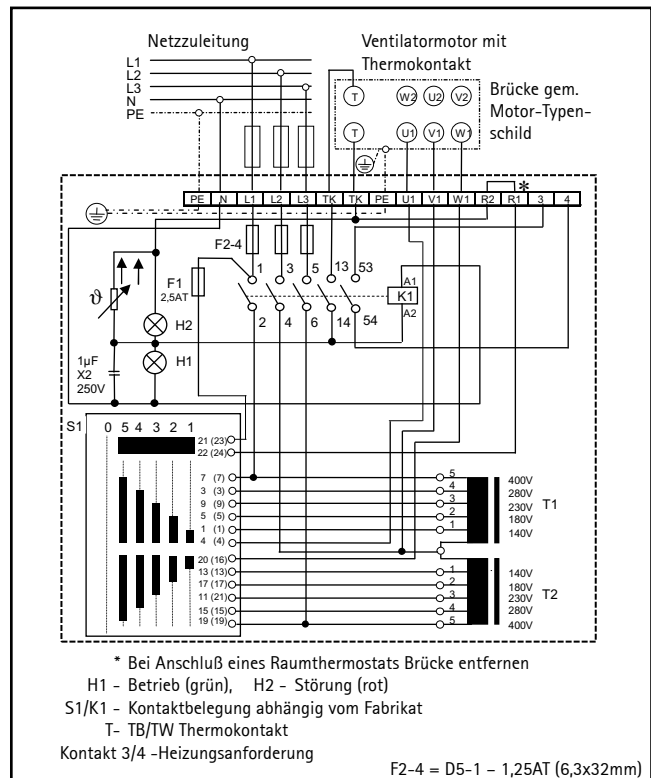 Netzzuleitung
Ventilatormotor mit
Thermokontakt
L1
L2
L3
N
PE
T W2 U2 V2
T U1 V1 W1
Brücke gem.
Motor-Typen-
schild
*
PE N L1 L2 L3 TK TK PE U1 V1 W1 R2 R1 3 4
F2-4
F1
2,5AT
1 3 5 13 53
2 4 6 14 54
A1
K1
A2
ϑ
H2
H1
1µF
X2
250V
S1 0 5 4 3 2 1
21 (23)
22 (24)
7 (7) 5 400V
3 (3) 4 280V
9 (9) 3 230V
5 (5) 2 180V
1 (1) 1 140V
4 (4)
T1
20 (16)
13 (13) 1 140V
17 (17) 2 180V
11 (21) 3 230V
15 (15) 4 280V
19 (19) 5 400V
T2
* Bei Anschluß eines Raumthermostats Brücke entfernen
H1 - Betrieb (grün), H2 - Störung (rot)
S1/K1 - Kontaktbelegung abhängig vom Fabrikat
T- TB/TW Thermokontakt
Kontakt 3/4 -Heizungsanforderung
F2-4 = D5-1 – 1,25AT (6,3x32mm)